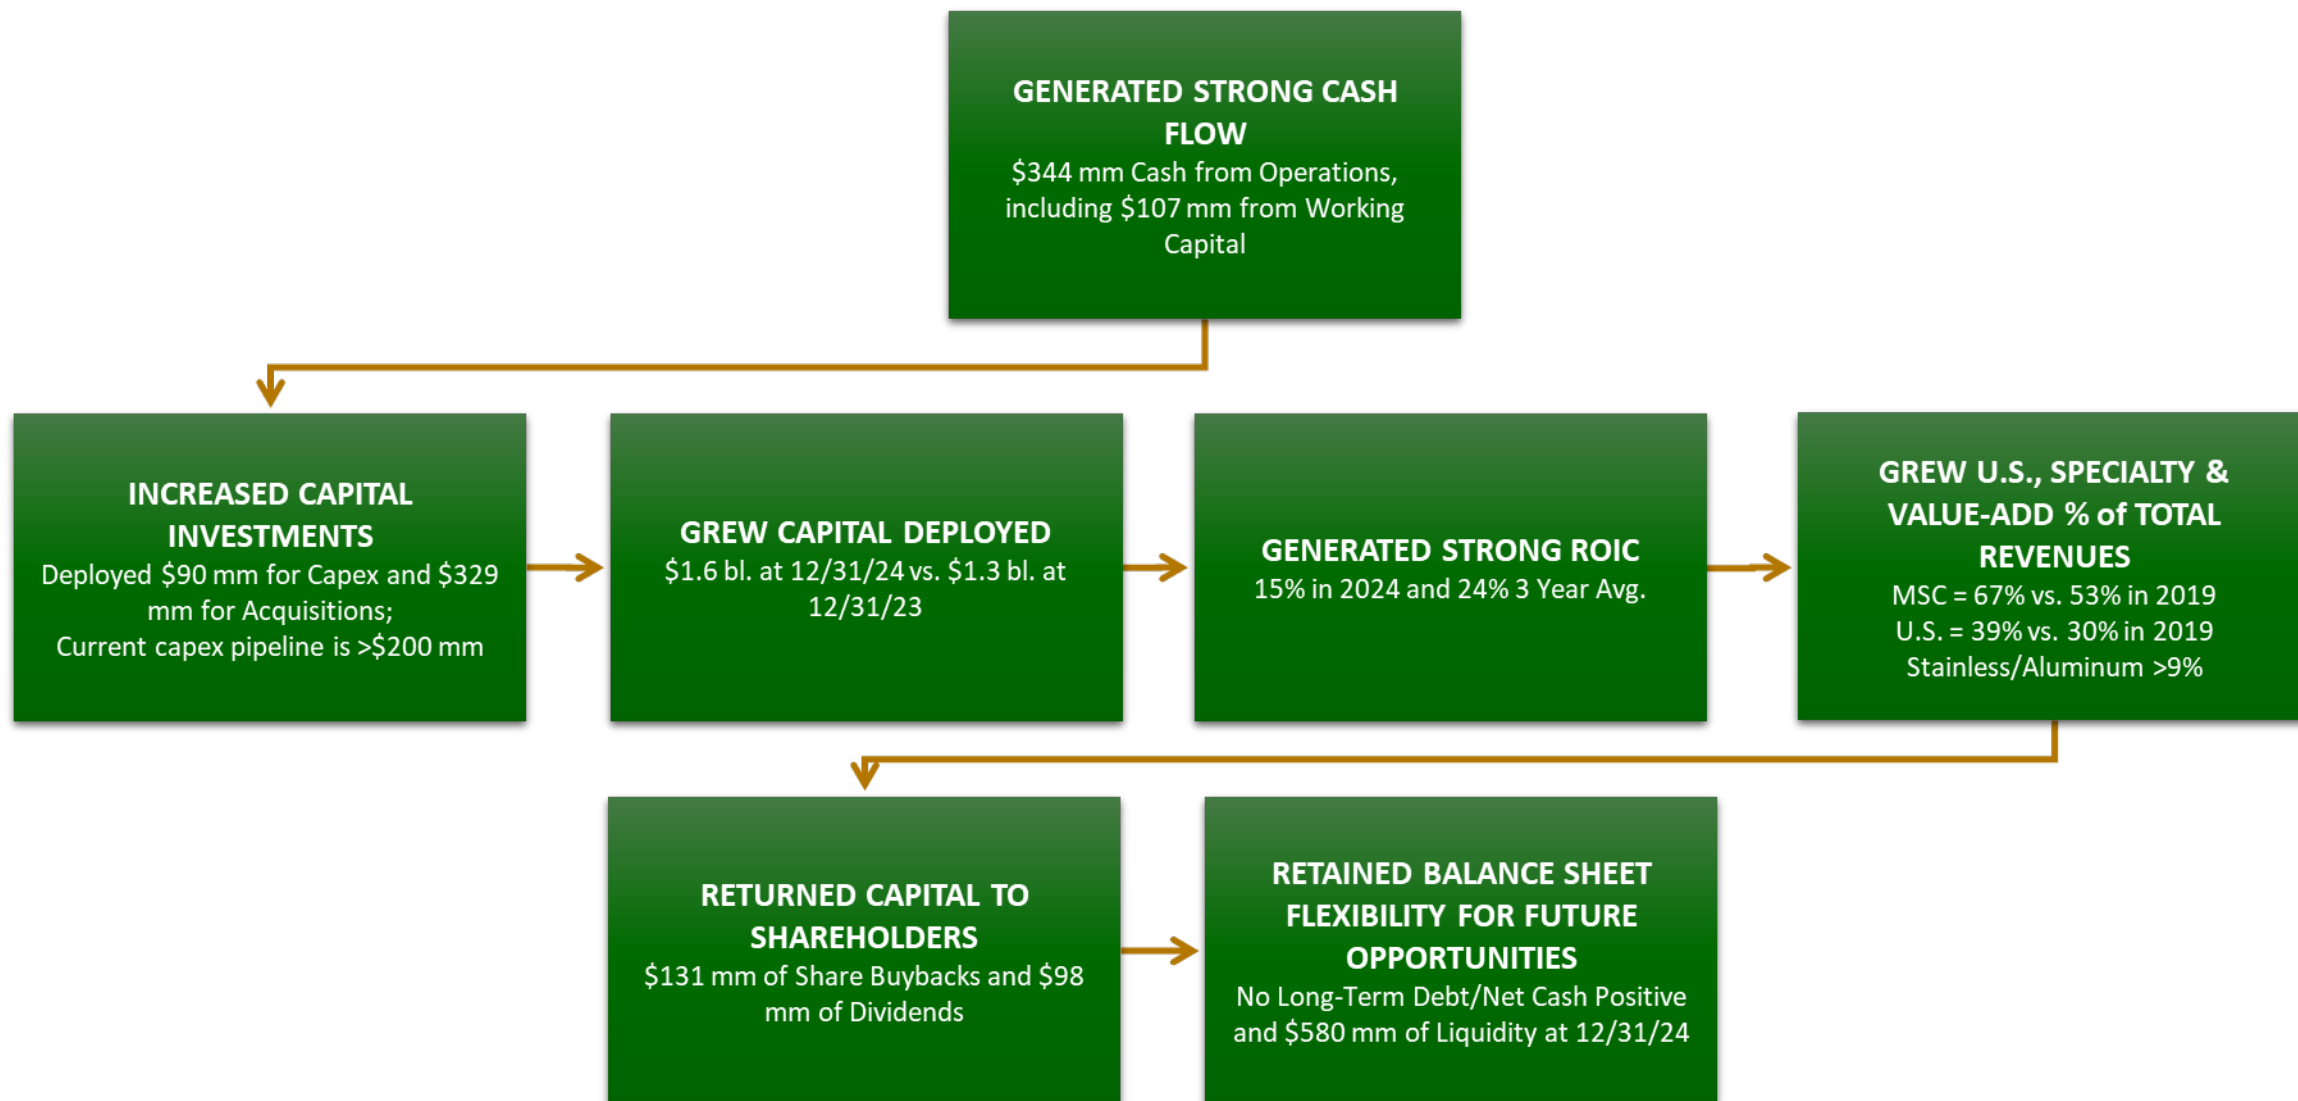 GENERATED STRONG CASH
FLOW
$344 mm Cash from Operations,
including $107 mm from Working
Capital
INCREASED CAPITAL
INVESTMENTS
Deployed $90 mm for Capex and $329
mm for Acquisitions;
Current capex pipeline is >$200 mm
GREW CAPITAL DEPLOYED
$1.6 bl. at 12/31/24 vs. $1.3 bl. at
12/31/23
GENERATED STRONG ROIC
15% in 2024 and 24% 3 Year Avg.
GREW U.S., SPECIALTY &
VALUE-ADD % of TOTAL
REVENUES
MSC = 67% vs. 53% in 2019
U.S. = 39% vs. 30% in 2019
Stainless/Aluminum >9%
RETURNED CAPITAL TO
SHAREHOLDERS
$131 mm of Share Buybacks and $98
mm of Dividends
RETAINED BALANCE SHEET
FLEXIBILITY FOR FUTURE
OPPORTUNITIES
No Long-Term Debt/Net Cash Positive
and $580 mm of Liquidity at 12/31/24